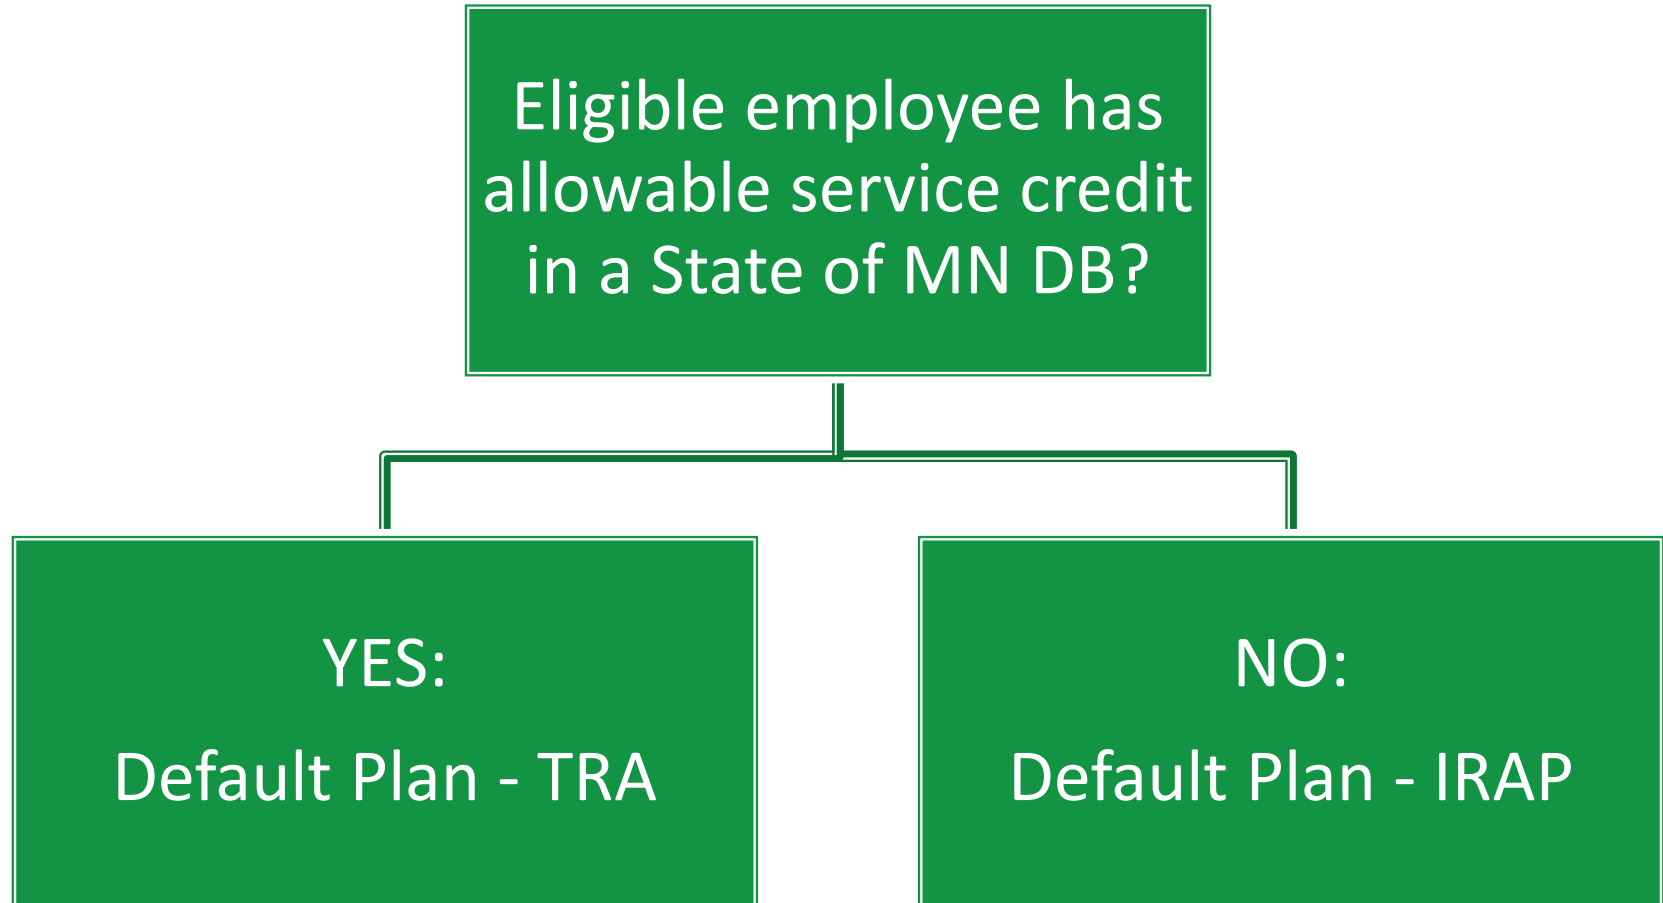 Eligible employee has
allowable service credit
in a State of MN DB?
YES:
Default Plan - TRA
NO:
Default Plan - IRAP